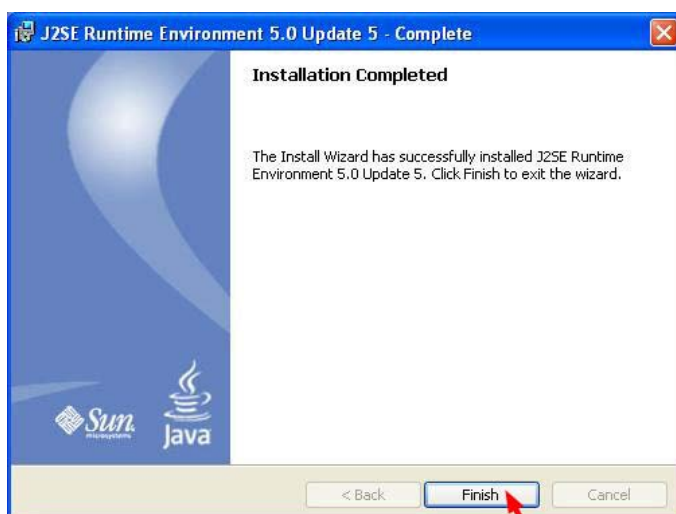 J2SE Runtime Environment 5.0 Update 5 - Complete
Installation Completed
The Install Wizard has successfully installed J2SE Runtime
Environment 5.0 Update 5. Click Finish to exit the wizard.
Sun
microsystems
Java
< Back
Finish
Cancel